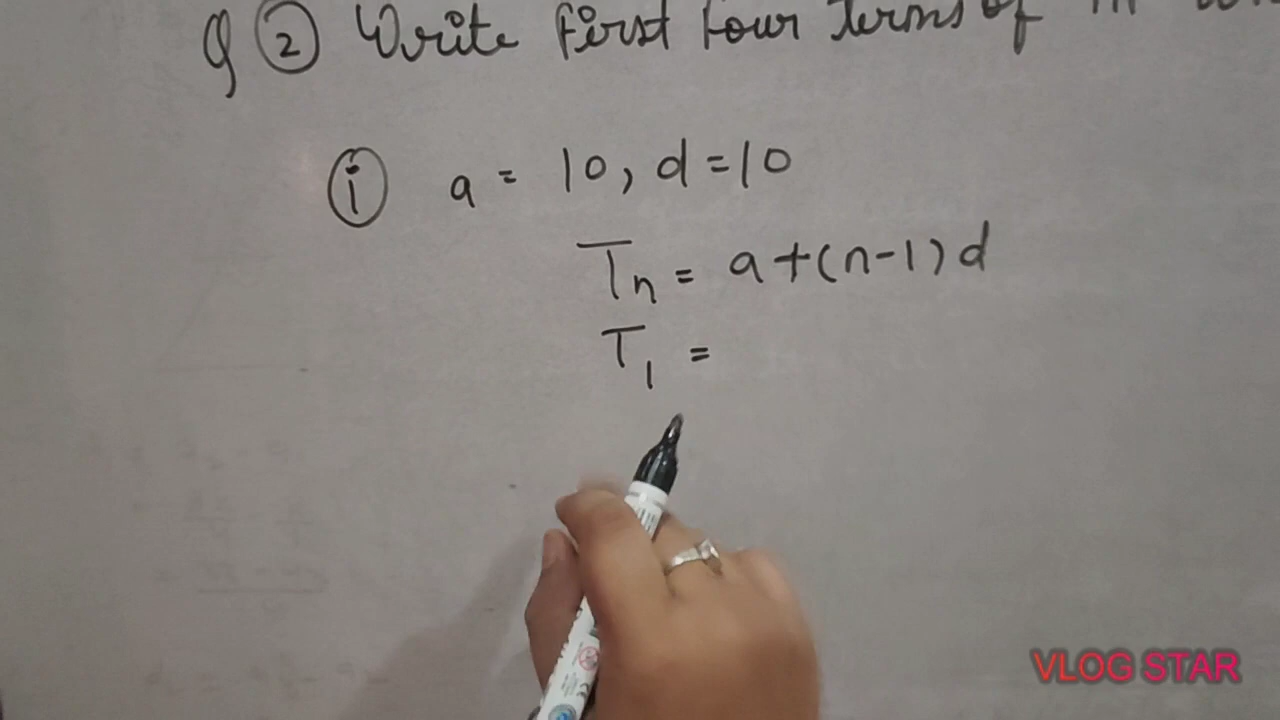 Q ② Write first four terms of
ⓘ a = 10, d = 10
Tn = a + (n-1) d
T1 =
VLOG STAR